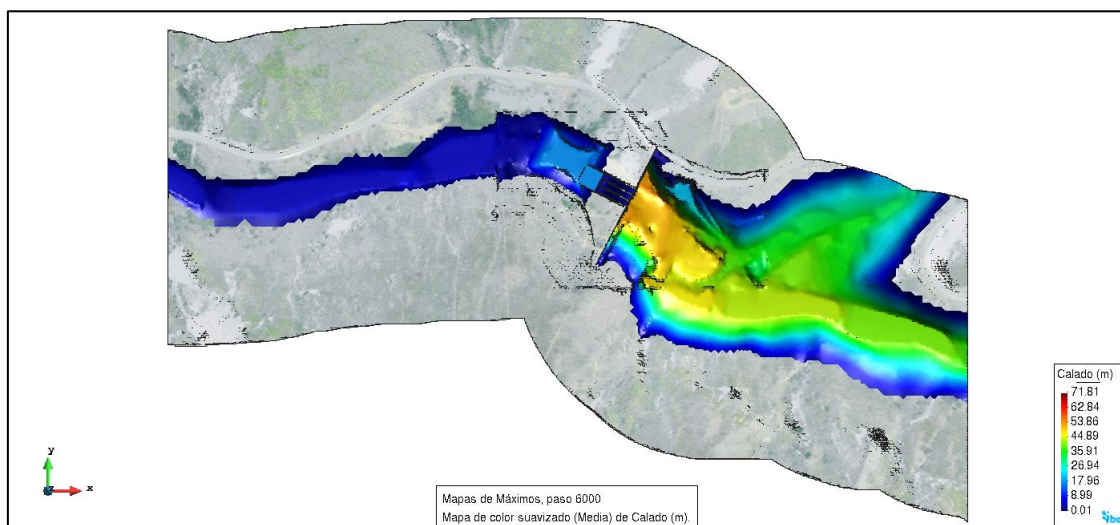 Calado (m)
71.81
62.84
53.86
44.89
35.91
26.94
17.96
8.99
0.01
y
z
x
Mapas de Máximos, paso 6000
Mapa de color suavizado (Media) de Calado (m).